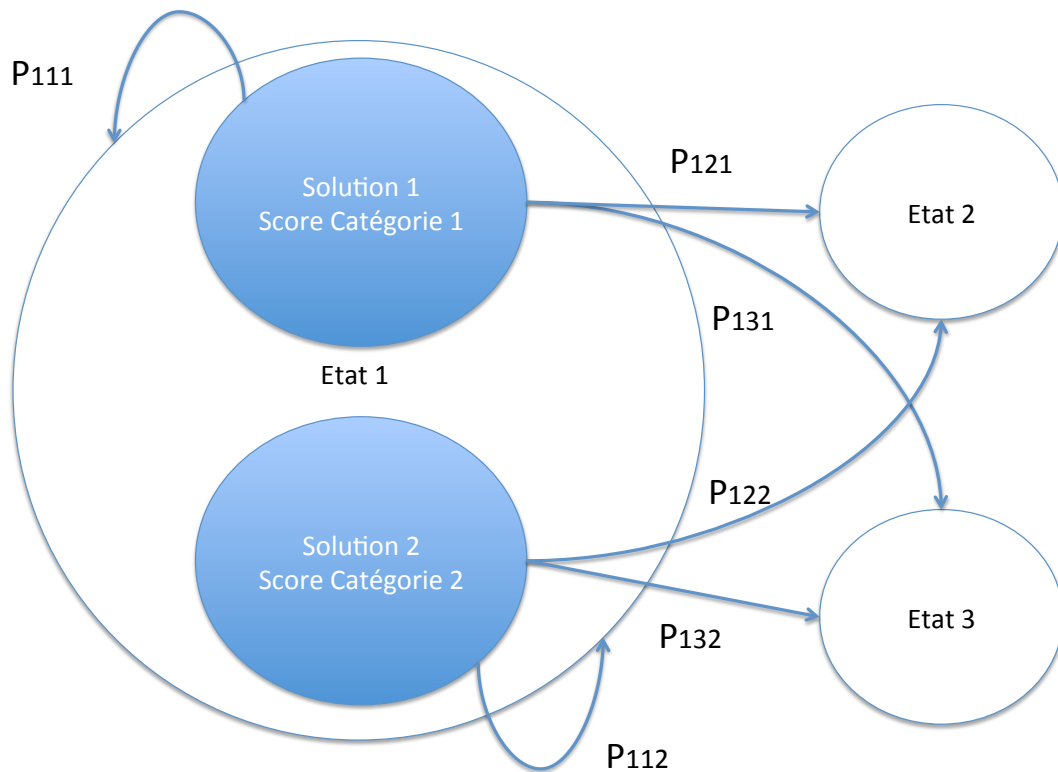 P111
Solution 1
Score Catégorie 1
P121
Etat 2
P131
Etat 1
P122
Solution 2
Score Catégorie 2
Etat 3
P132
P112